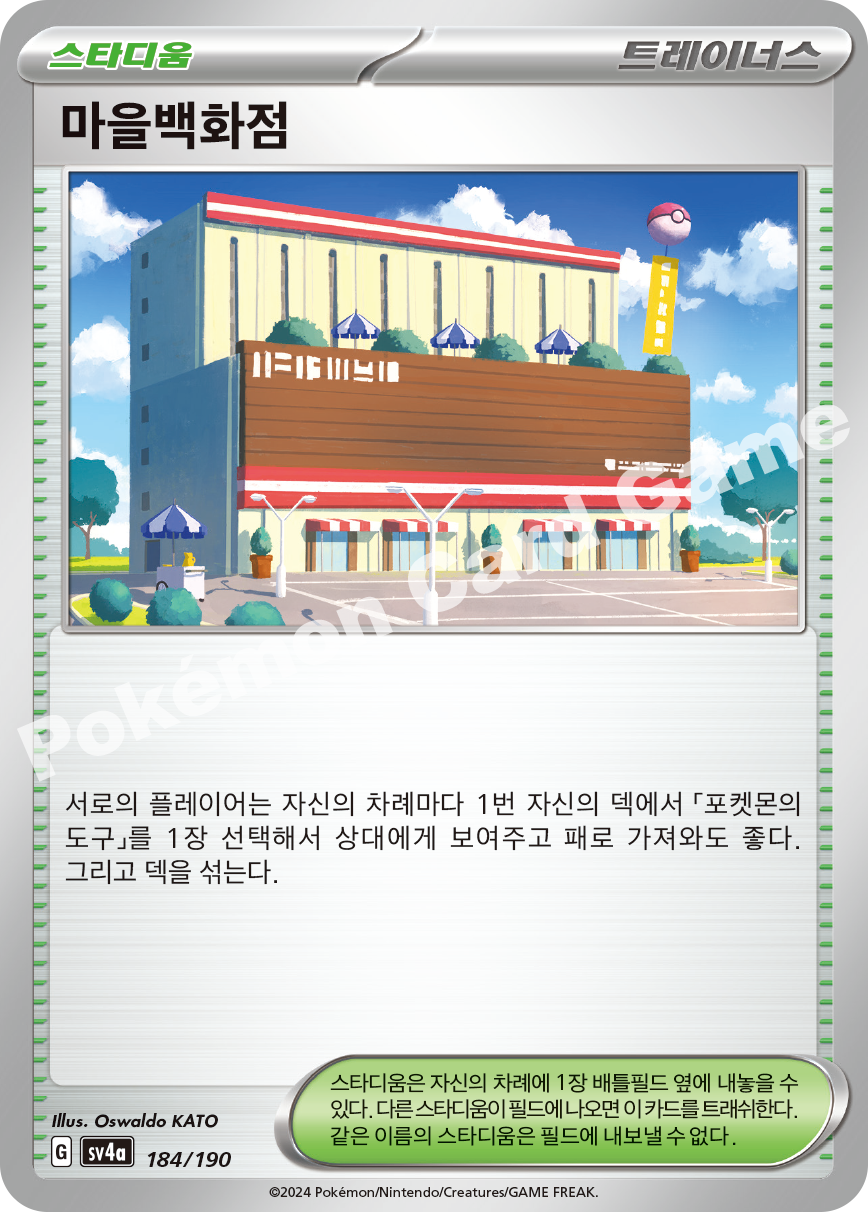 스타디움 트레이너스
마을백화점
Pokémon Card Game
서로의 플레이어는 자신의 차례마다 1번 자신의 덱에서 「포켓몬의
도구」를 1장 선택해서 상대에게 보여주고 패로 가져와도 좋다.
그리고 덱을 섞는다.
스타디움은 자신의 차례에 1장 배틀필드 옆에 내놓을 수
있다. 다른 스타디움이 필드에 나오면 이 카드를 트래쉬한다.
같은 이름의 스타디움은 필드에 내보낼 수 없다.
Illus. Oswaldo KATO
G sv4a 184/190
©2024 Pokémon/Nintendo/Creatures/GAME FREAK.